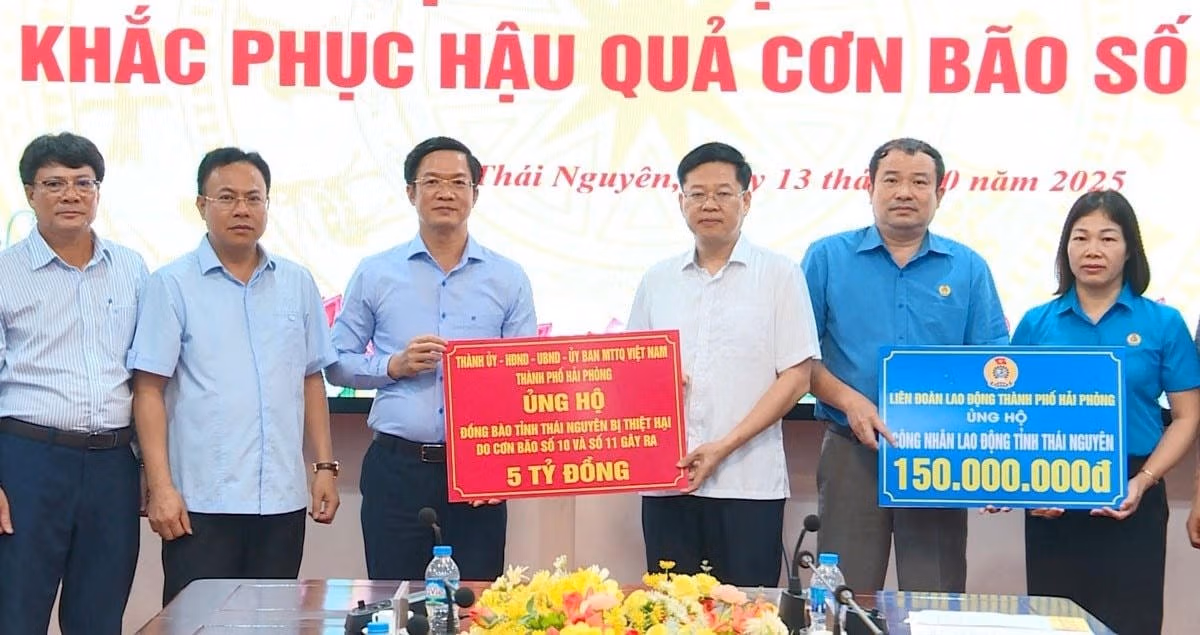 KHẮC PHỤC HẬU QUẢ CƠN BÃO SỐ
Thái Nguyên, 13 năm 2025
THÀNH ỦY - HĐND - UBND - ỦY BAN MTTQ VIỆT NAM
THÀNH PHỐ HẢI PHÒNG
ỦNG HỘ
ĐỒNG BÀO TỈNH THÁI NGUYÊN BỊ THIỆT HẠI
DO CƠN BÃO SỐ 10 VÀ SỐ 11 GÂY RA
5 TỶ ĐỒNG
LIÊN ĐOÀN LAO ĐỘNG THÀNH PHỐ HẢI PHÒNG
ỦNG HỘ
CÔNG NHÂN LAO ĐỘNG TỈNH THÁI NGUYÊN
150.000.000đ